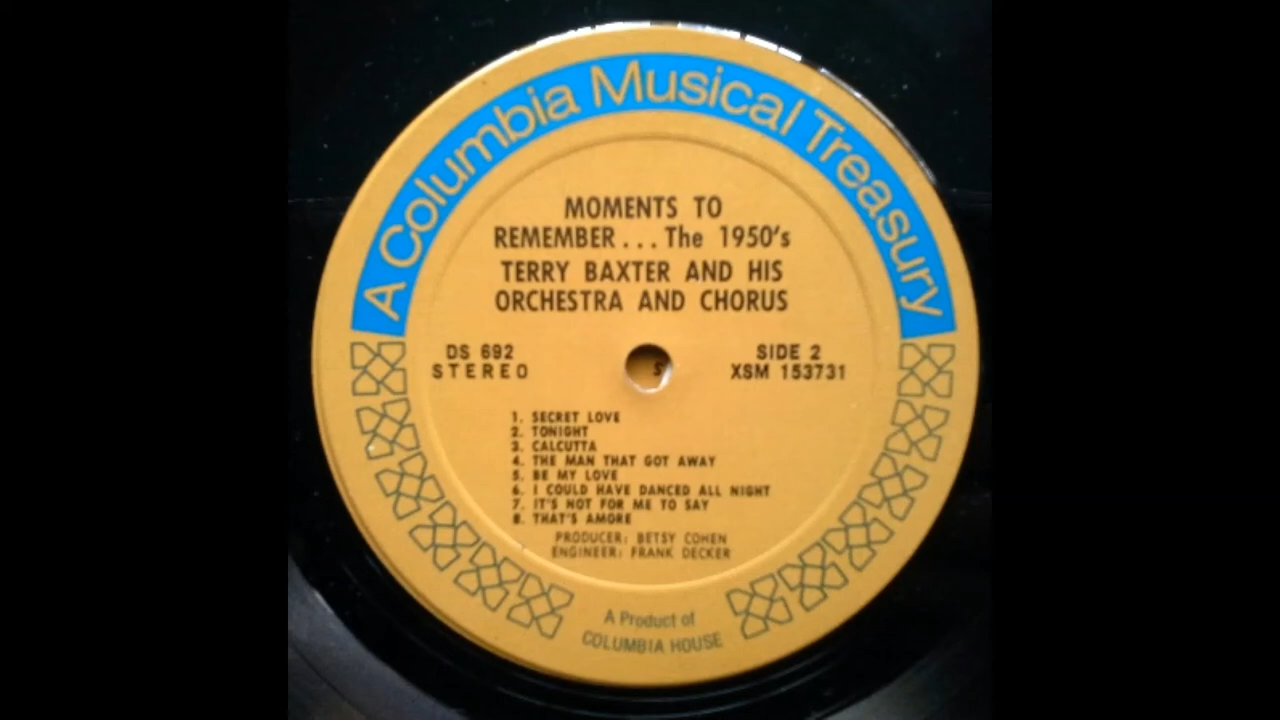 A Columbia Musical Treasury
MOMENTS TO
REMEMBER... The 1950's
TERRY BAXTER AND HIS
ORCHESTRA AND CHORUS
DS 692
STEREO
SIDE 2
XSM 153731
1. SECRET LOVE
2. TONIGHT
3. CALCUTTA
4. THE MAN THAT GOT AWAY
5. BE MY LOVE
6. I COULD HAVE DANCED ALL NIGHT
7. IT'S NOT FOR ME TO SAY
8. THAT'S AMORE
PRODUCER: BETSY COHEN
ENGINEER: FRANK DECKER
A Product of
COLUMBIA HOUSE